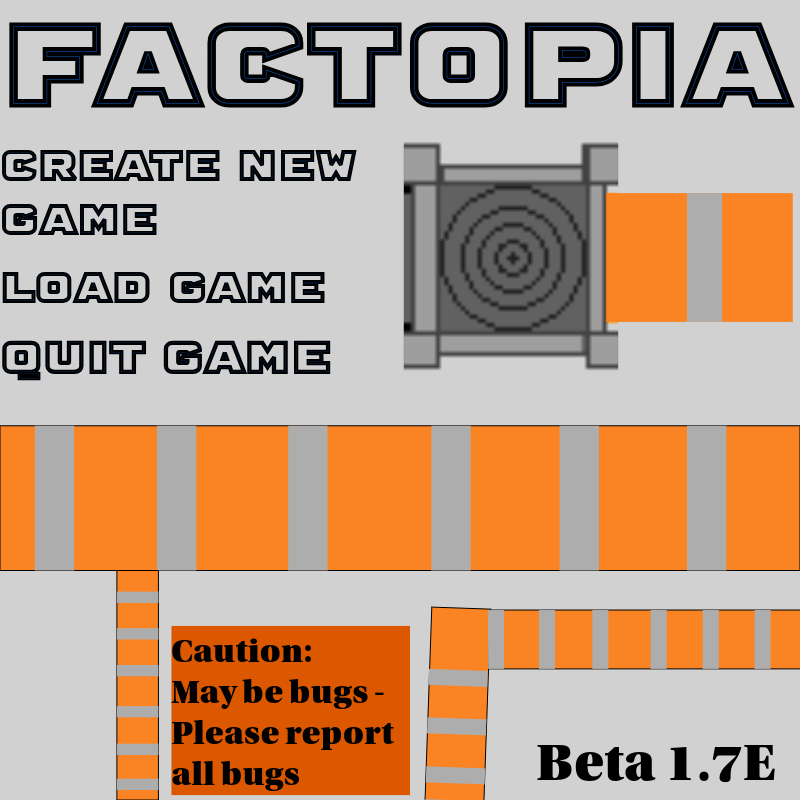 FACTOPIA
CREATE NEW
GAME
LOAD GAME
QUIT GAME
Caution:
May be bugs -
Please report
all bugs
Beta 1.7E